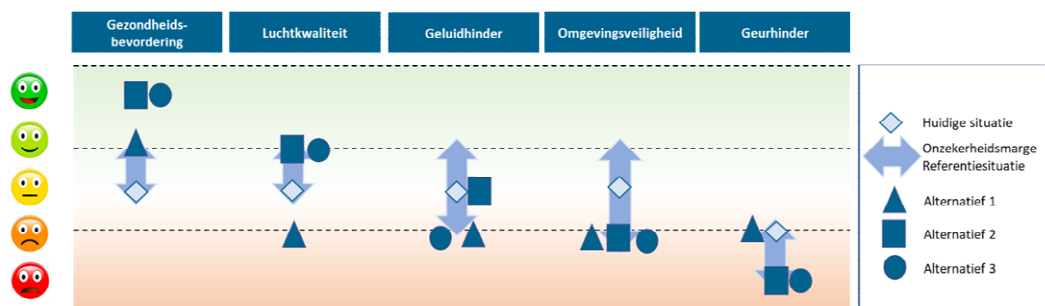 Gezondheids-
bevordering
Luchtkwaliteit
Geluidhinder
Omgevingsveiligheid
Geurhinder
Huidige situatie
Onzekerheidsmarge
Referentiesituatie
Alternatief 1
Alternatief 2
Alternatief 3